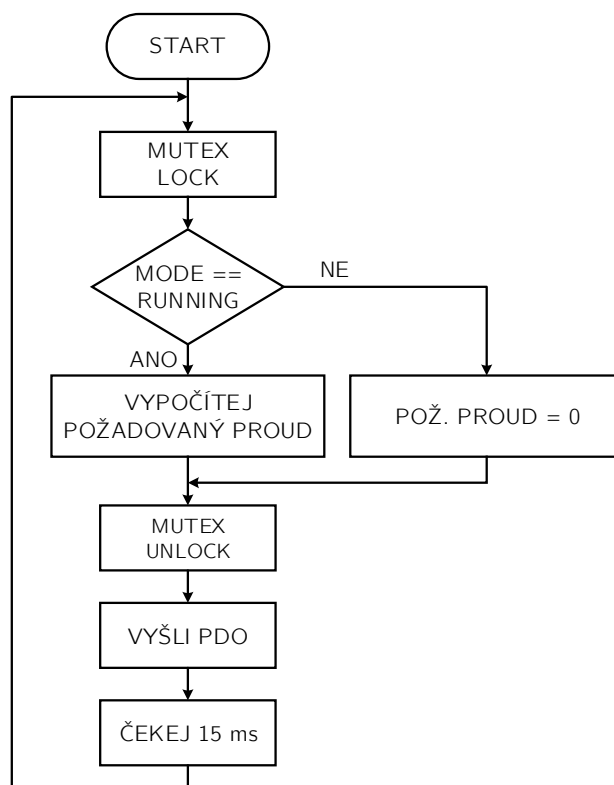 START
MUTEX
LOCK
MODE ==
RUNNING
NE
ANO
VYPOČÍTEJ
POŽADOVANÝ PROUD
POŽ. PROUD = 0
MUTEX
UNLOCK
VYŠLI PDO
ČEKEJ 15 ms